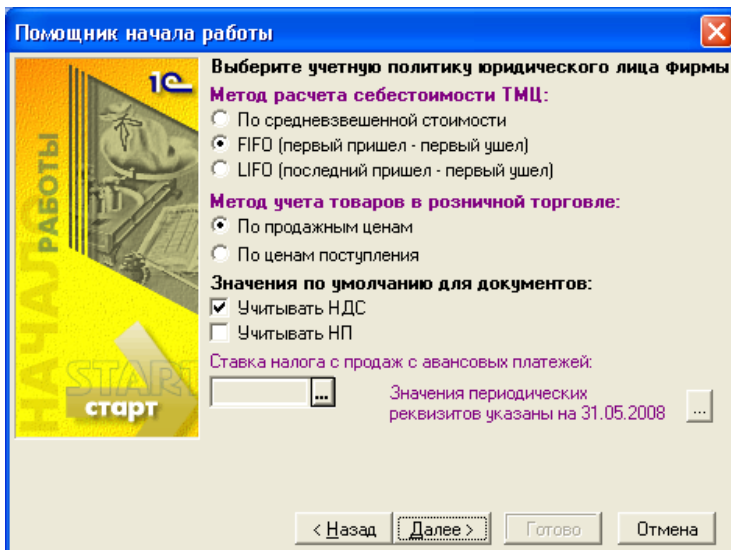 Помощник начала работы
1С
НАЧАЛО
РАБОТЫ
START
старт
Выберите учетную политику юридического лица фирмы
Метод расчета себестоимости ТМЦ:
По средневзвешенной стоимости
FIFO (первый пришел - первый ушел)
LIFO (последний пришел - первый ушел)
Метод учета товаров в розничной торговле:
По продажным ценам
По ценам поступления
Значения по умолчанию для документов:
Учитывать НДС
Учитывать НП
Ставка налога с продаж с авансовых платежей:
...
Значения периодических
реквизитов указаны на 31.05.2008 ...
< Назад Далее > Готово Отмена